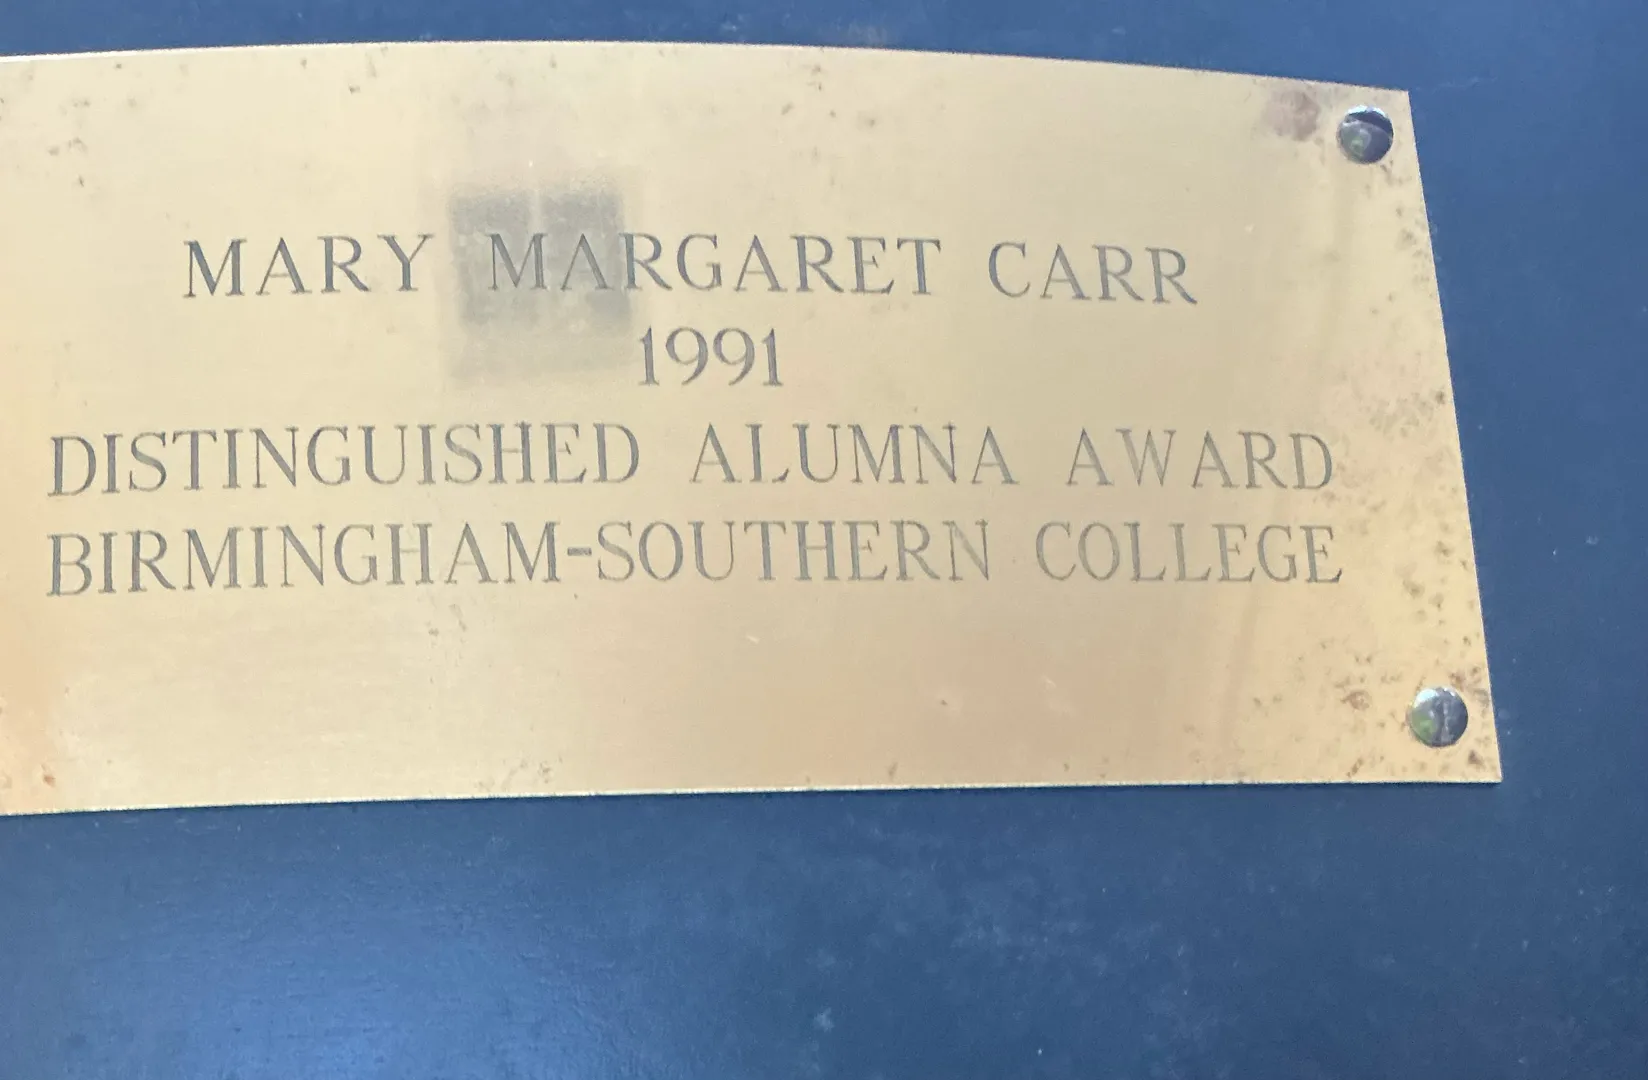 MARY MARGARET CARR
1991
DISTINGUISHED ALUMNA AWARD
BIRMINGHAM-SOUTHERN COLLEGE